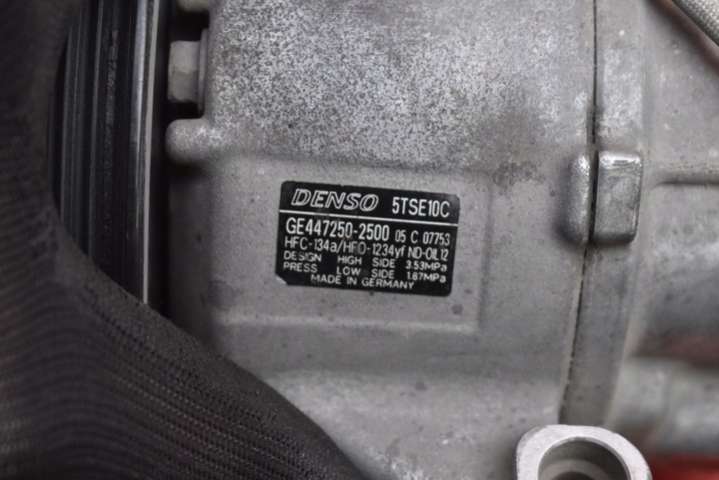 DENSO 5TSE10C
GE447250-2500 05 C 07753
HFC-134a/HFO-1234yf ND-OIL12
DESIGN HIGH SIDE 3.53MPa
PRESS LOW SIDE 1.67MPa
MADE IN GERMANY